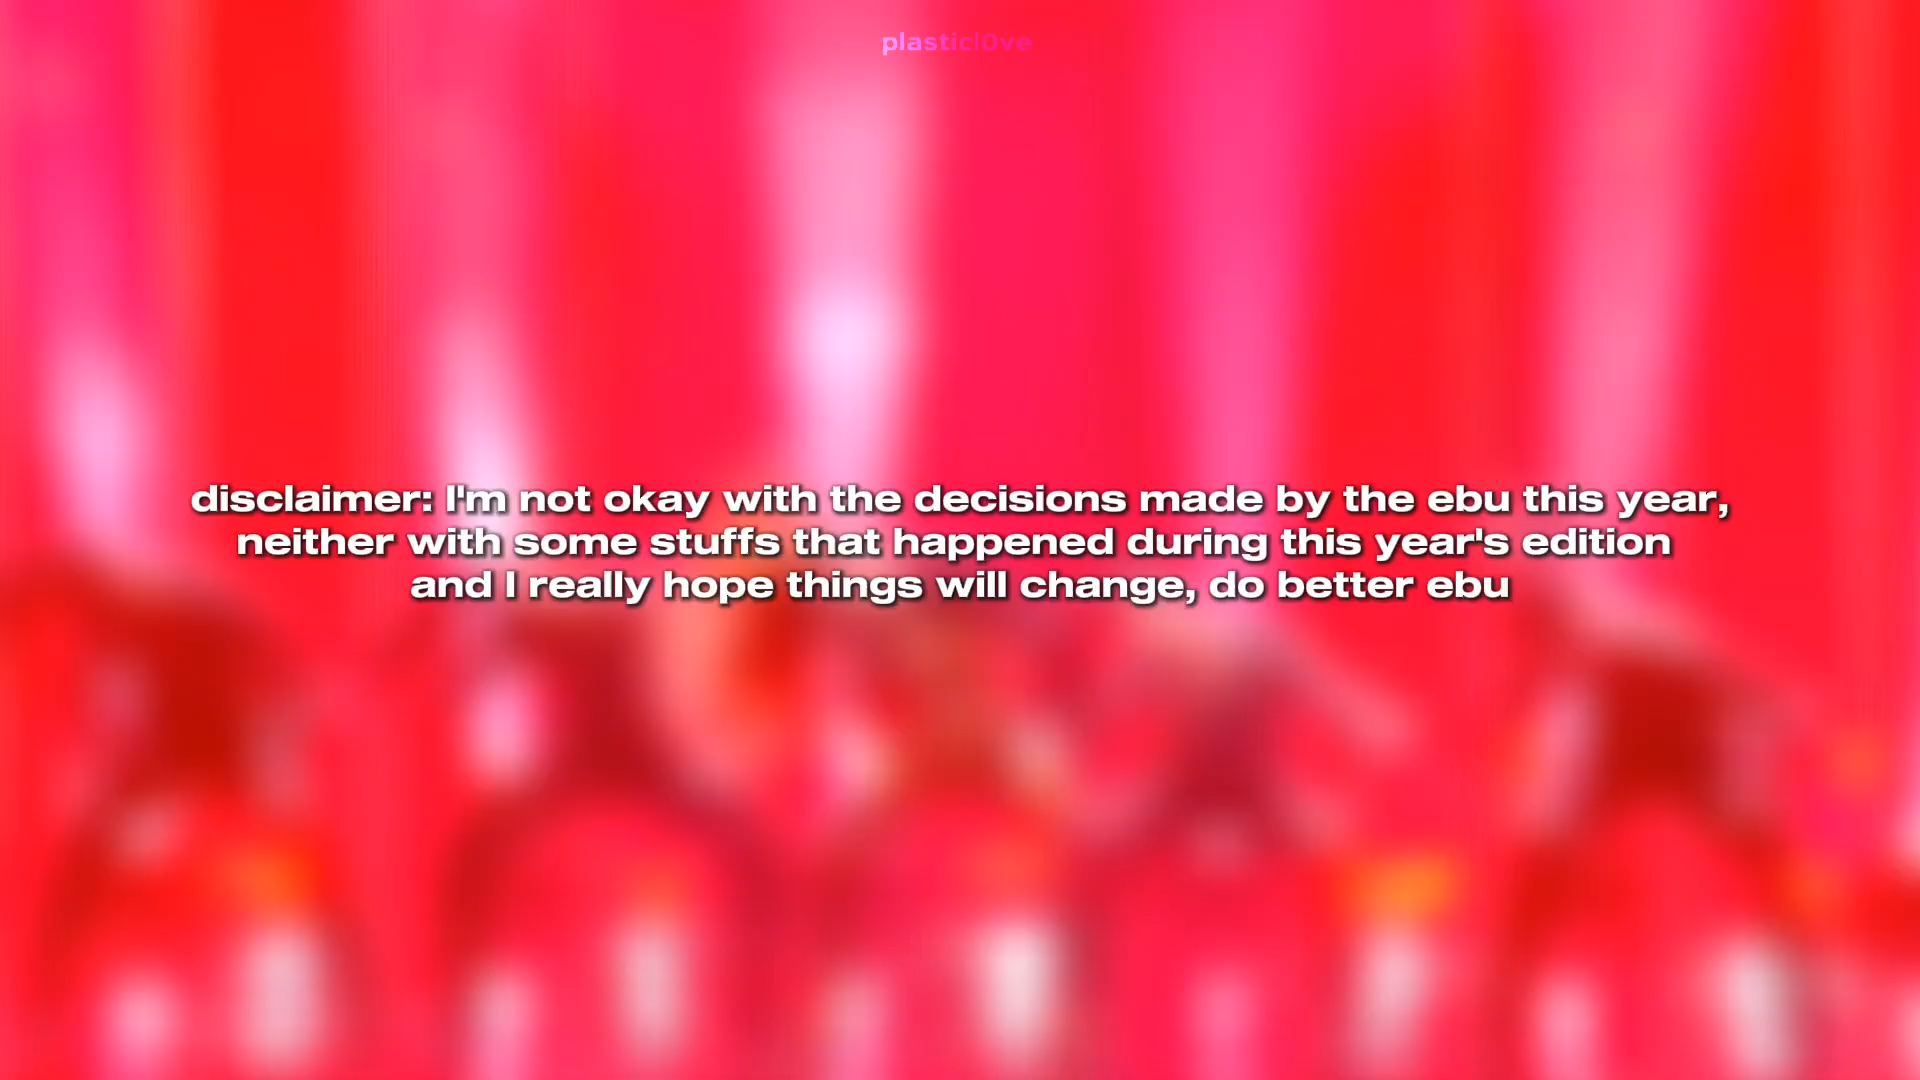 plasticl0ve
disclaimer: I'm not okay with the decisions made by the ebu this year,
neither with some stuffs that happened during this year's edition
and I really hope things will change, do better ebu